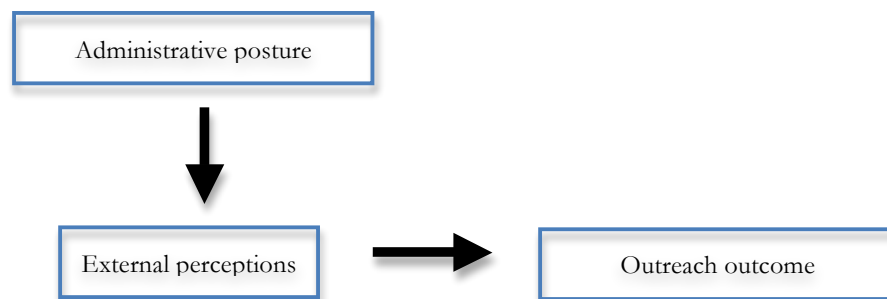 Administrative posture
External perceptions
Outreach outcome